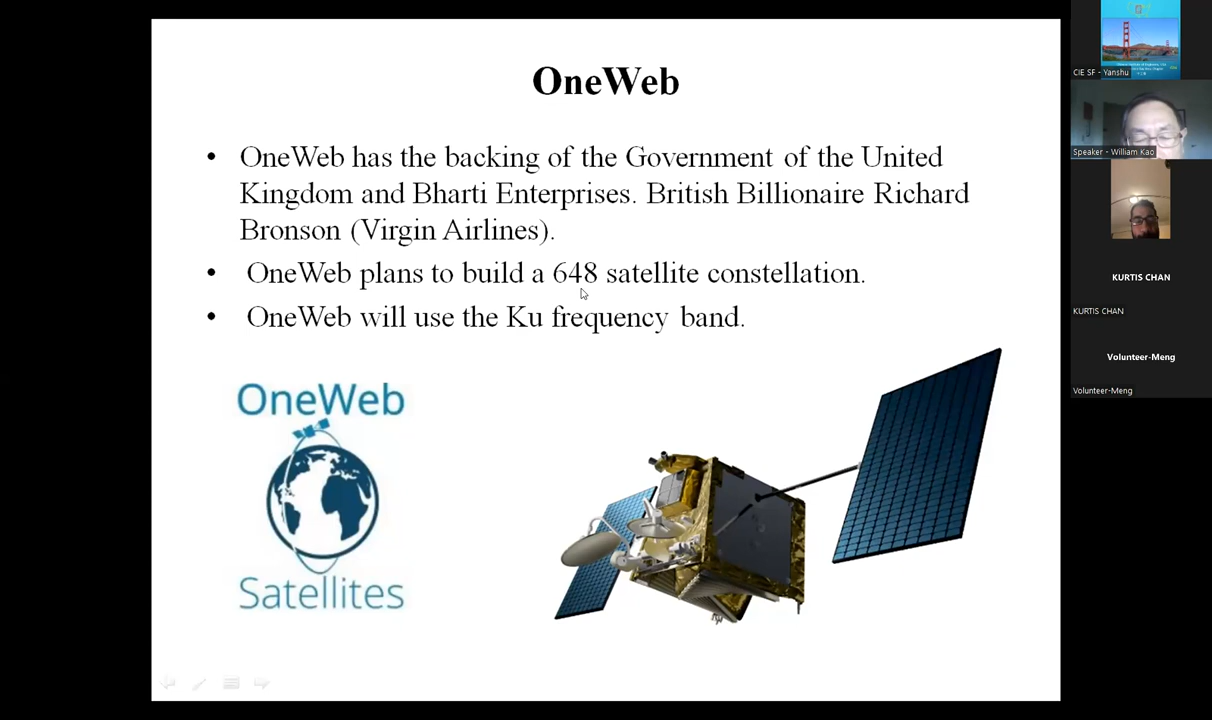 OneWeb
• OneWeb has the backing of the Government of the United
Kingdom and Bharti Enterprises. British Billionaire Richard
Bronson (Virgin Airlines).
• OneWeb plans to build a 648 satellite constellation.
• OneWeb will use the Ku frequency band.
OneWeb
Satellites
CIE SF - Yanshu
Speaker - William Kao
KURTIS CHAN
KURTIS CHAN
Volunteer-Meng
Volunteer-Meng